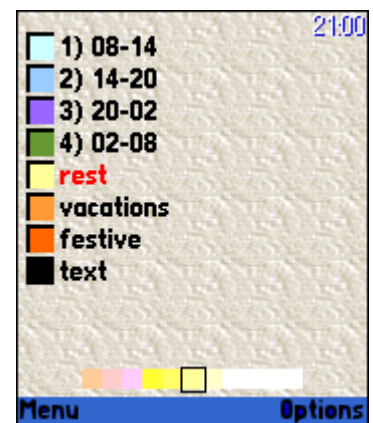 21:00
1) 08-14
2) 14-20
3) 20-02
4) 02-08
rest
vacations
festive
text
Menu Options